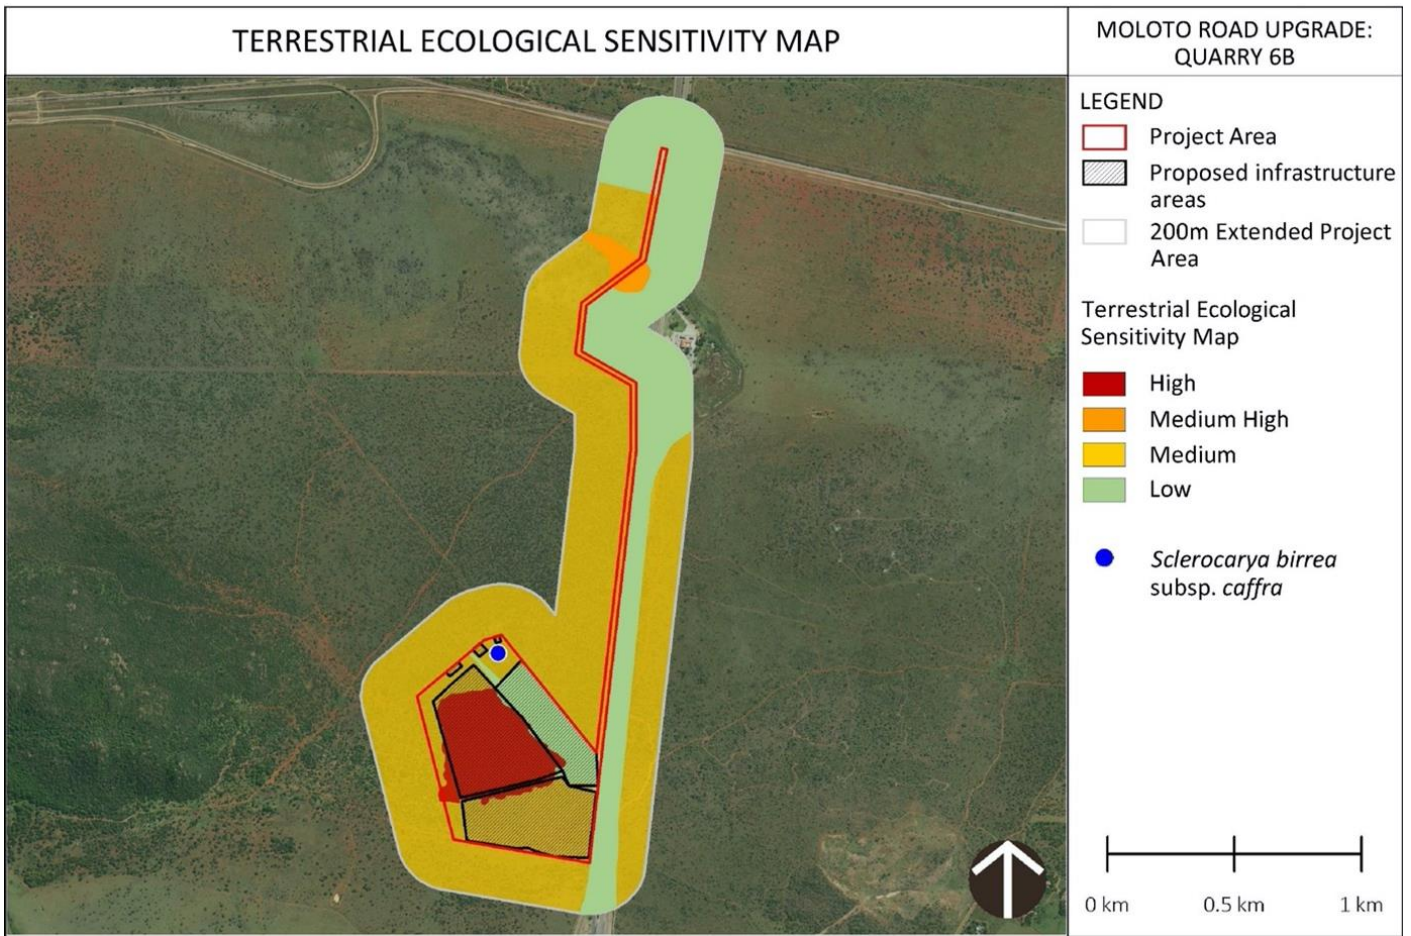 TERRESTRIAL ECOLOGICAL SENSITIVITY MAP
MOLOTO ROAD UPGRADE:
QUARRY 6B
LEGEND
Project Area
Proposed infrastructure
areas
200m Extended Project
Area
Terrestrial Ecological
Sensitivity Map
High
Medium High
Medium
Low
Sclerocarya birrea
subsp. caffra
0 km 0.5 km 1 km